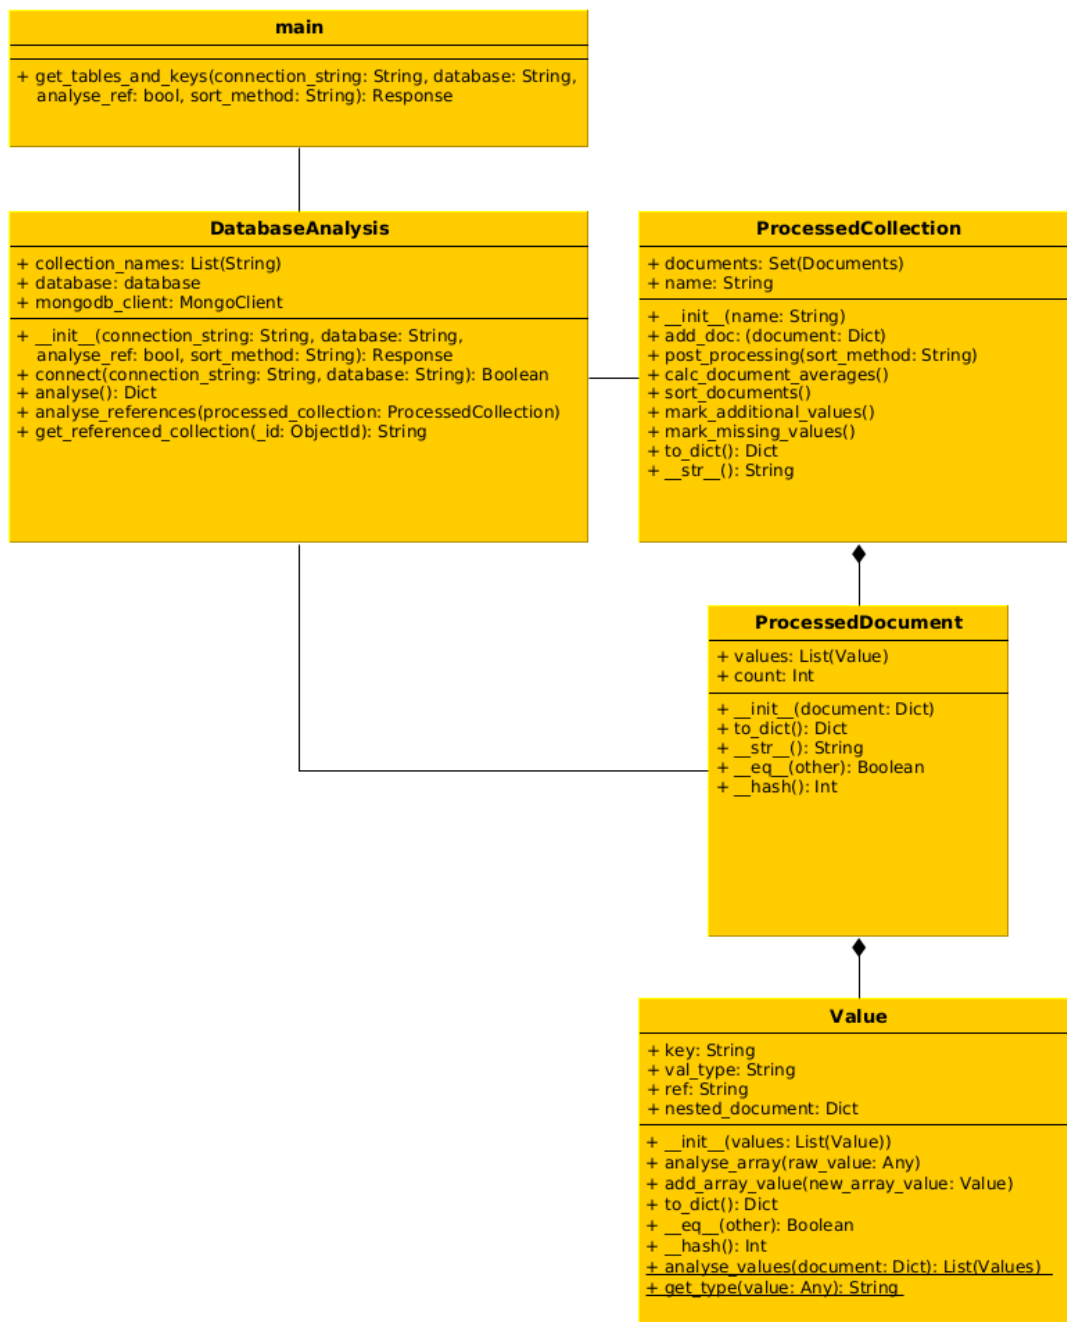 main
+ get_tables_and_keys(connection_string: String, database: String,
analyse_ref: bool, sort_method: String): Response
DatabaseAnalysis
+ collection_names: List(String)
+ database: database
+ mongodb_client: MongoClient
+ __init__(connection_string: String, database: String,
analyse_ref: bool, sort_method: String): Response
+ connect(connection_string: String, database: String): Boolean
+ analyse(): Dict
+ analyse_references(processed_collection: ProcessedCollection)
+ get_referenced_collection(_id: ObjectId): String
ProcessedCollection
+ documents: Set(Documents)
+ name: String
+ __init__(name: String)
+ add_doc: (document: Dict)
+ post_processing(sort_method: String)
+ calc_document_averages()
+ sort_documents()
+ mark_additional_values()
+ mark_missing_values()
+ to_dict(): Dict
+ __str__(): String
ProcessedDocument
+ values: List(Value)
+ count: Int
+ __init__(document: Dict)
+ to_dict(): Dict
+ __str__(): String
+ __eq__(other): Boolean
+ __hash(): Int
Value
+ key: String
+ val_type: String
+ ref: String
+ nested_document: Dict
+ __init__(values: List(Value))
+ analyse_array(raw_value: Any)
+ add_array_value(new_array_value: Value)
+ to_dict(): Dict
+ __eq__(other): Boolean
+ __hash(): Int
+ analyse_values(document: Dict): List(Values)
+ get_type(value: Any): String